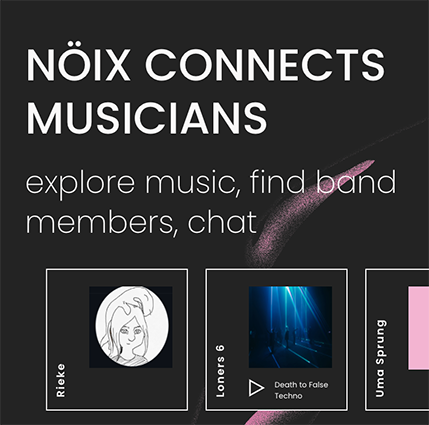 NÖIX CONNECTS
MUSICIANS
explore music, find band
members, chat
Rieke
Loners 6
Death to False
Techno
Uma Sprung